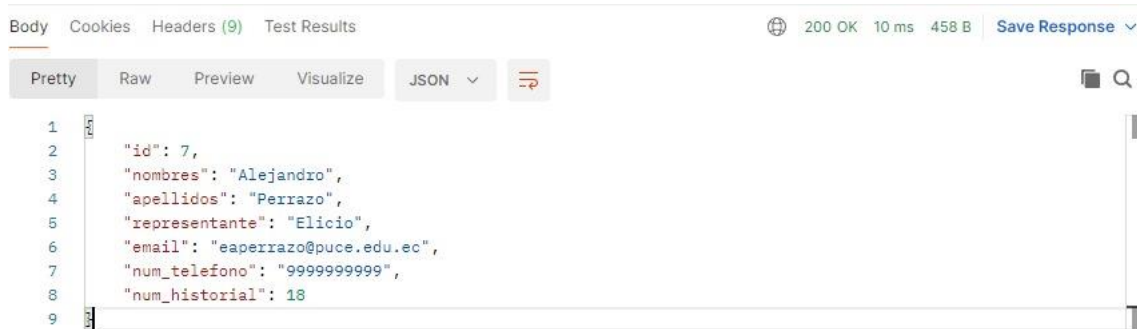 Body Cookies Headers (9) Test Results 200 OK 10 ms 458 B Save Response
Pretty Raw Preview Visualize JSON
1 {
2 "id": 7,
3 "nombres": "Alejandro",
4 "apellidos": "Perrazo",
5 "representante": "Elicio",
6 "email": "eaperrazo@puce.edu.ec",
7 "num_telefono": "9999999999",
8 "num_historial": 18
9 }